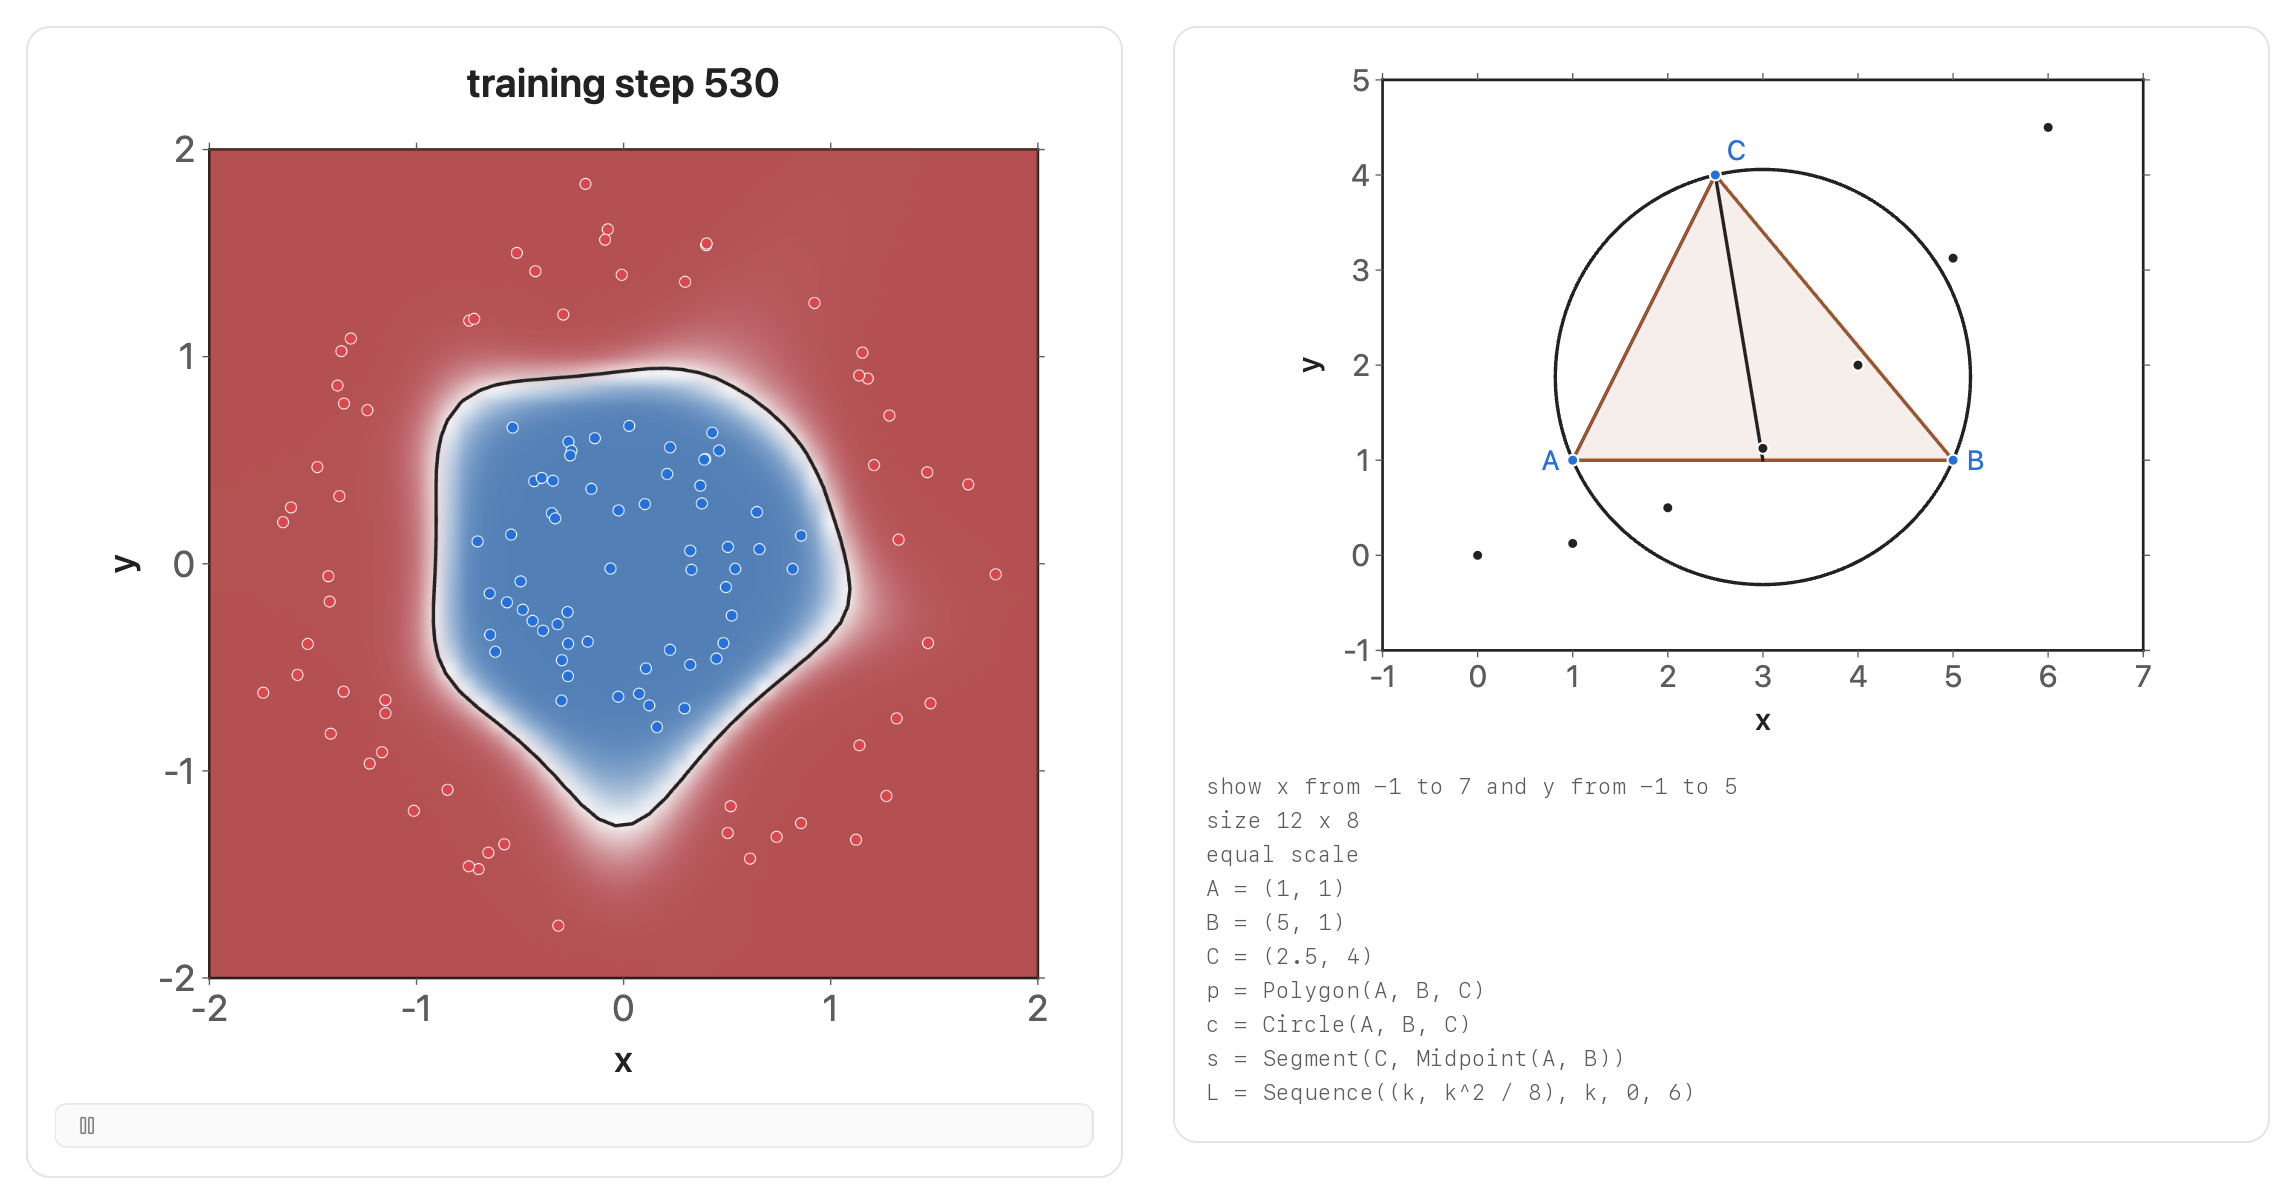 training step 530
2
1
0
-1
-2
y
-2 -1 0 1 2
x
5
4
3
2
1
0
-1
y
C
A
B
-1 0 1 2 3 4 5 6 7
x
show x from −1 to 7 and y from −1 to 5
size 12 x 8
equal scale
A = (1, 1)
B = (5, 1)
C = (2.5, 4)
p = Polygon(A, B, C)
c = Circle(A, B, C)
s = Segment(C, Midpoint(A, B))
L = Sequence((k, k^2 / 8), k, 0, 6)